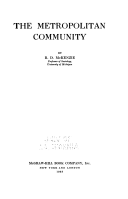 THE METROPOLITAN
COMMUNITY
BY
R. D. McKENZIE
Professor of Sociology,
University of Michigan
McGRAW-HILL BOOK COMPANY, Inc.
NEW YORK AND LONDON